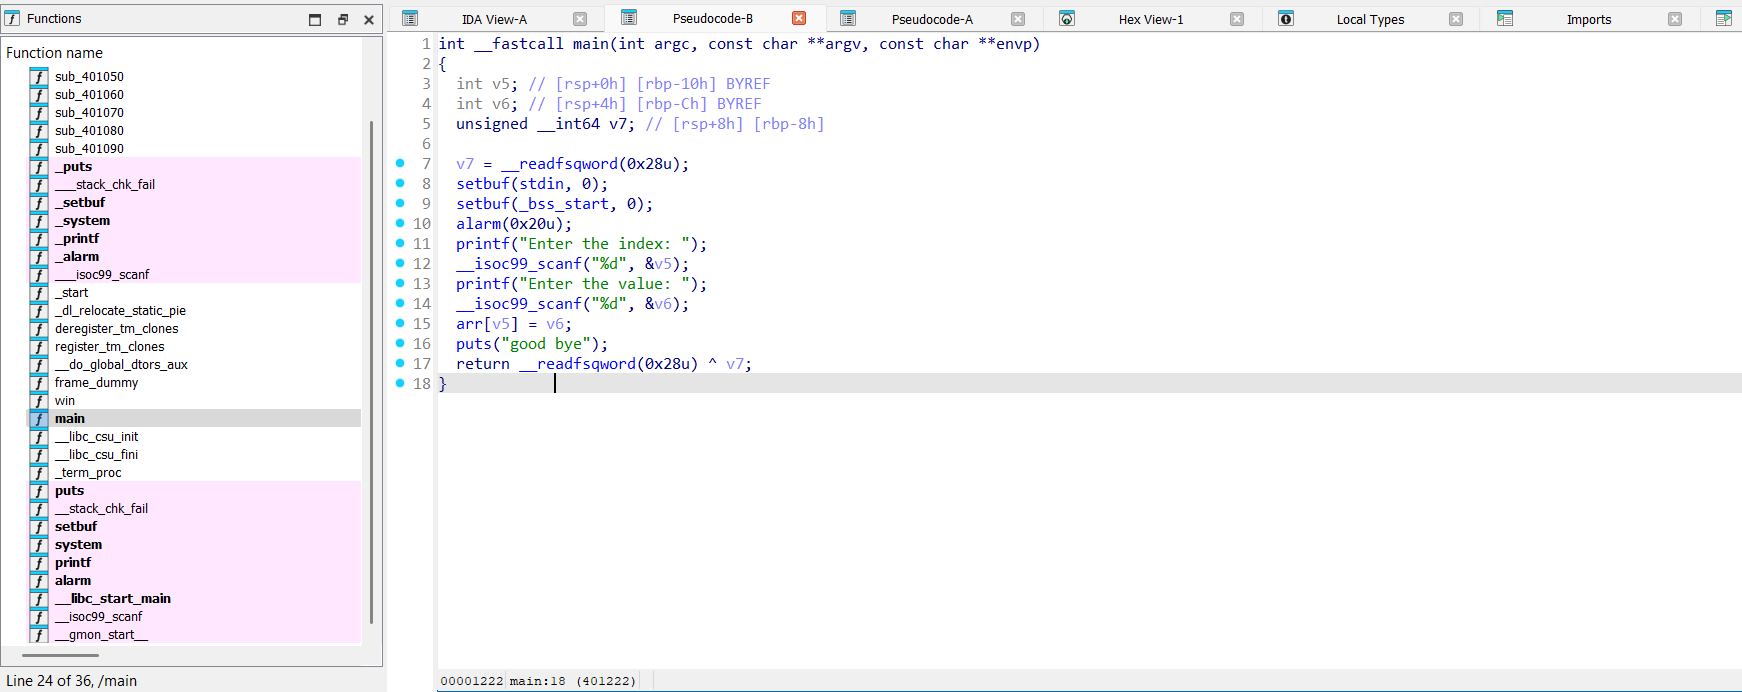 Functions
Function name
sub_401050
sub_401060
sub_401070
sub_401080
sub_401090
_puts
___stack_chk_fail
_setbuf
_system
_printf
_alarm
___isoc99_scanf
_start
_dl_relocate_static_pie
deregister_tm_clones
register_tm_clones
__do_global_dtors_aux
frame_dummy
win
main
__libc_csu_init
__libc_csu_fini
_term_proc
puts
__stack_chk_fail
setbuf
system
printf
alarm
__libc_start_main
__isoc99_scanf
__gmon_start__
Line 24 of 36, /main
IDA View-A Pseudocode-B Pseudocode-A Hex View-1 Local Types Imports
1 int __fastcall main(int argc, const char **argv, const char **envp)
2 {
3 int v5; // [rsp+0h] [rbp-10h] BYREF
4 int v6; // [rsp+4h] [rbp-Ch] BYREF
5 unsigned __int64 v7; // [rsp+8h] [rbp-8h]
6
7 v7 = __readfsqword(0x28u);
8 setbuf(stdin, 0);
9 setbuf(_bss_start, 0);
10 alarm(0x20u);
11 printf("Enter the index: ");
12 __isoc99_scanf("%d", &v5);
13 printf("Enter the value: ");
14 __isoc99_scanf("%d", &v6);
15 arr[v5] = v6;
16 puts("good bye");
17 return __readfsqword(0x28u) ^ v7;
18 }
00001222 main:18 (401222)